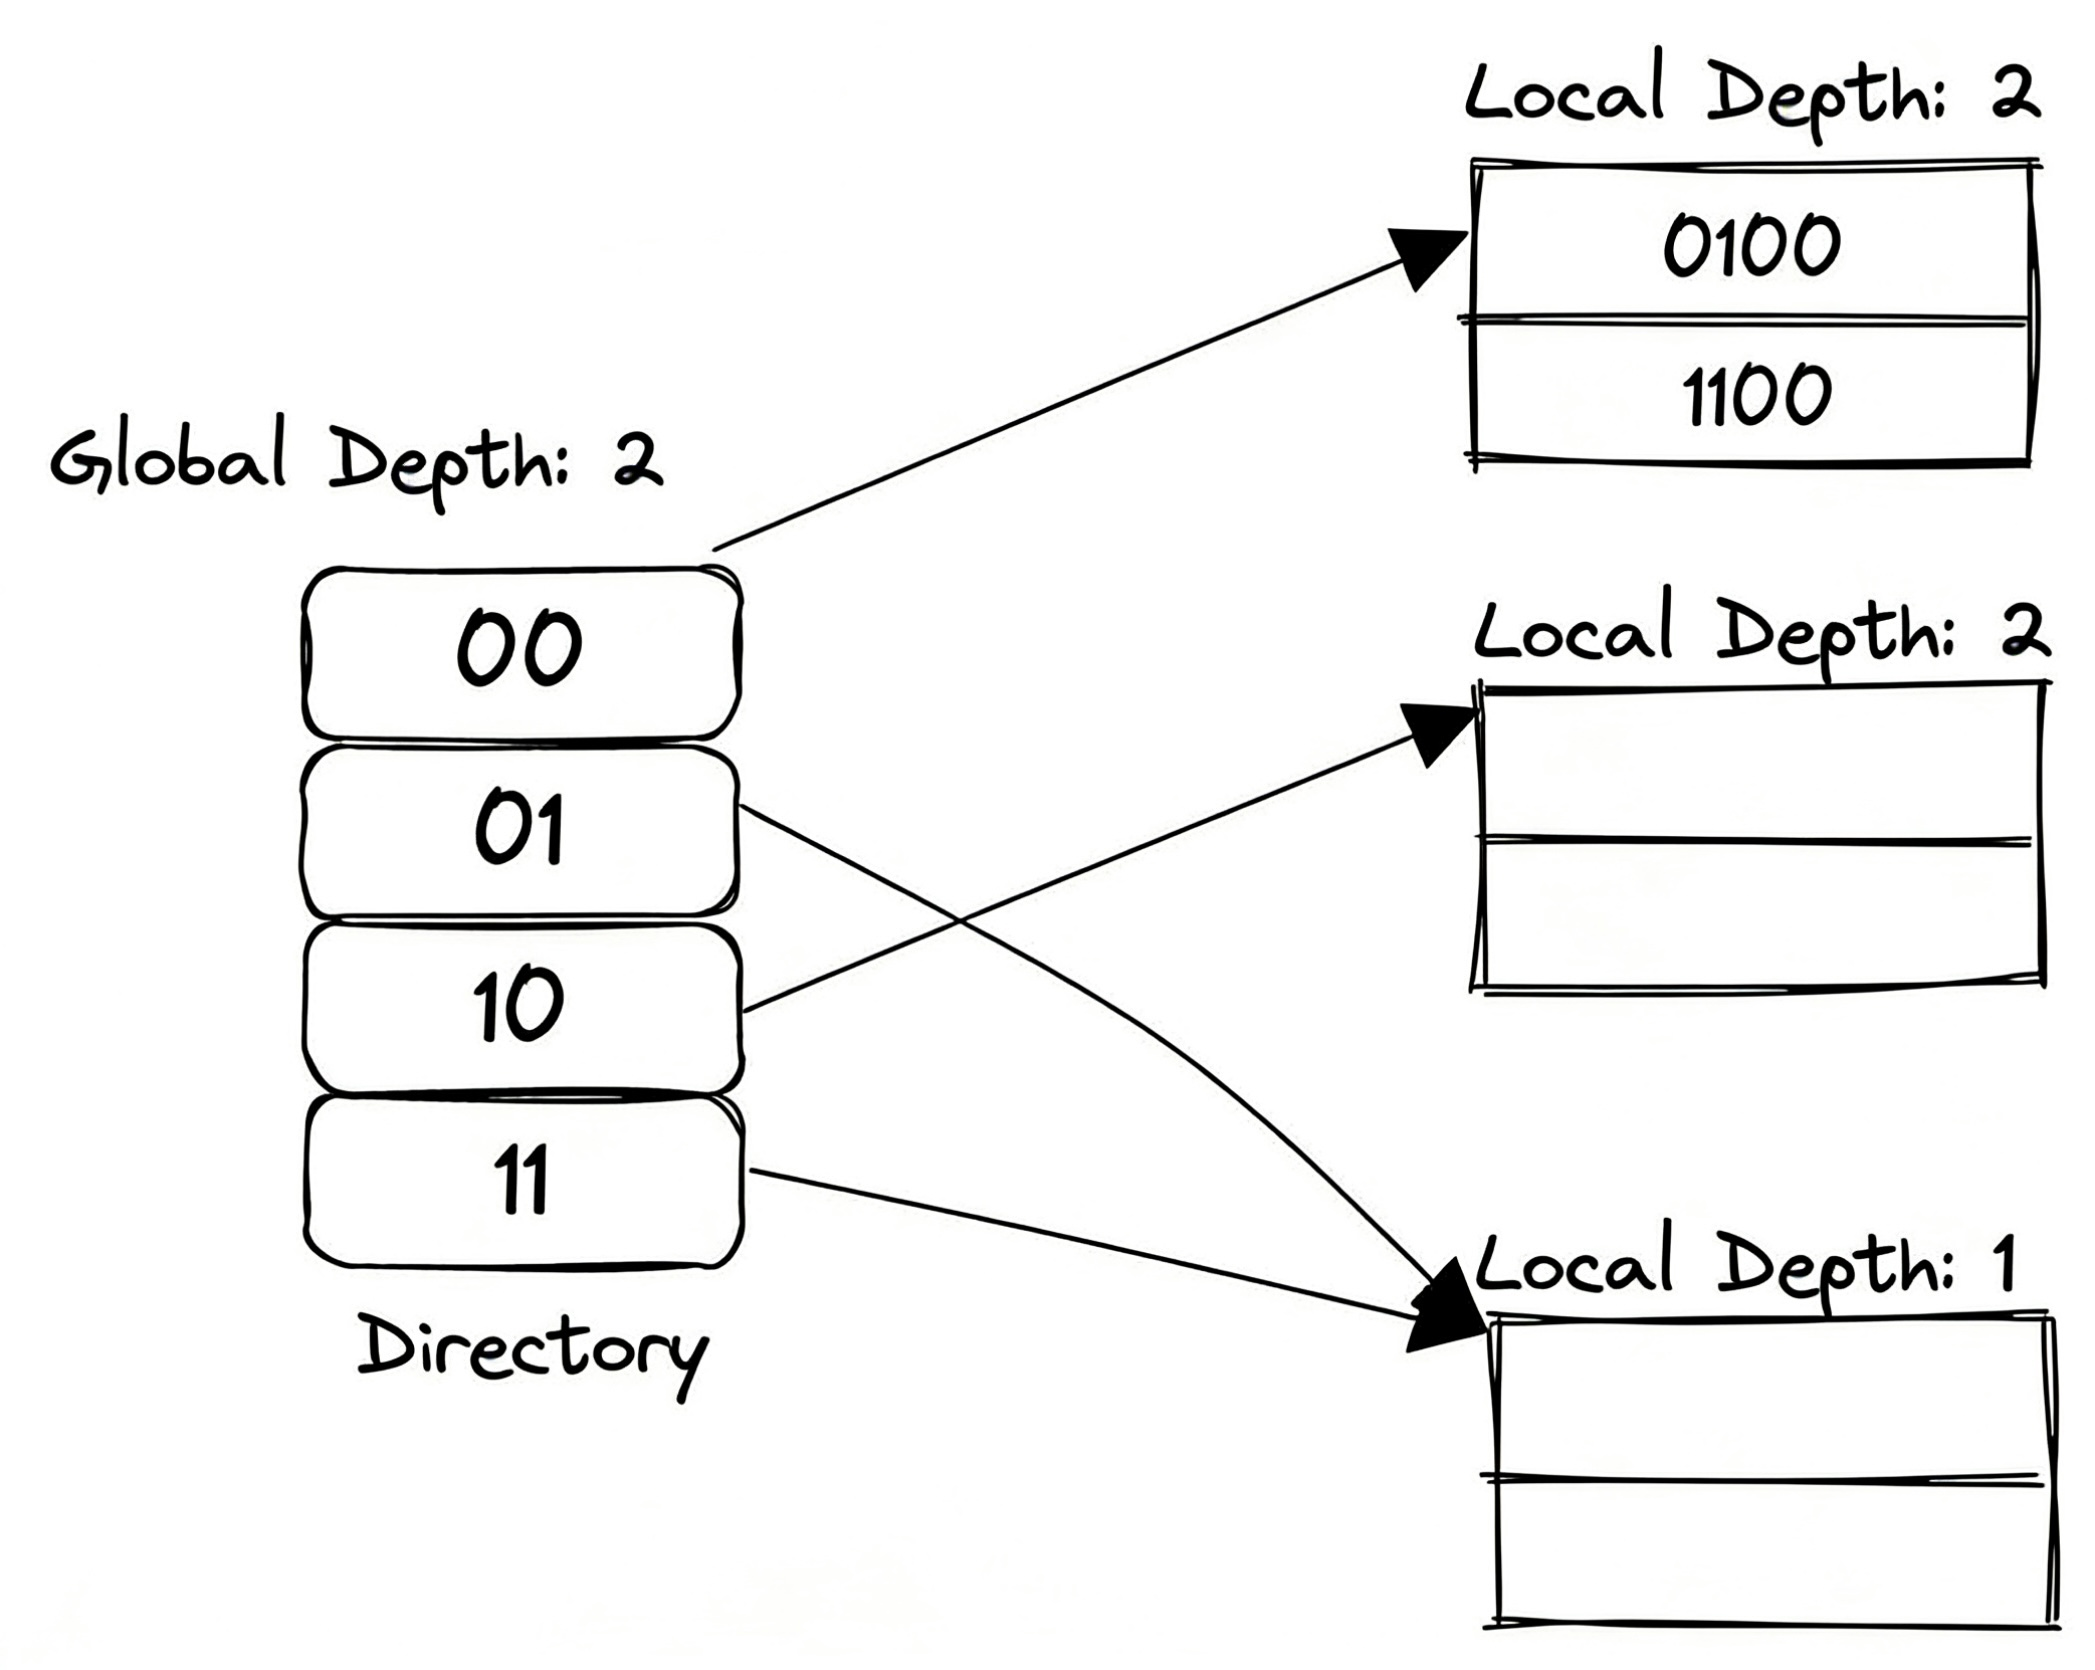 Global Depth: 2
00
01
10
11
Directory
Local Depth: 2
0100
1100
Local Depth: 2
Local Depth: 1